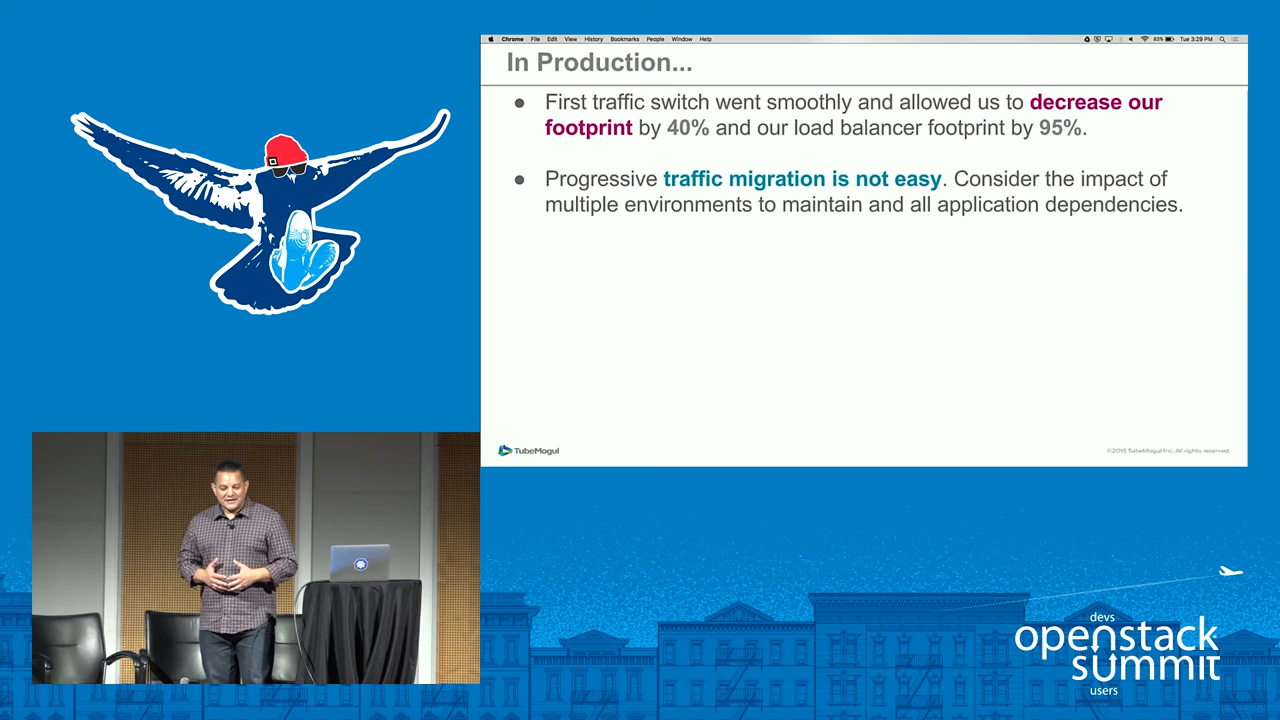 Chrome File Edit View History Bookmarks People Window Help
83% Tue 3:29 PM
In Production...
● First traffic switch went smoothly and allowed us to decrease our
footprint by 40% and our load balancer footprint by 95%.
● Progressive traffic migration is not easy. Consider the impact of
multiple environments to maintain and all application dependencies.
TubeMogul
©2015 TubeMogul Inc. All rights reserved.
devs
openstack
summit
users